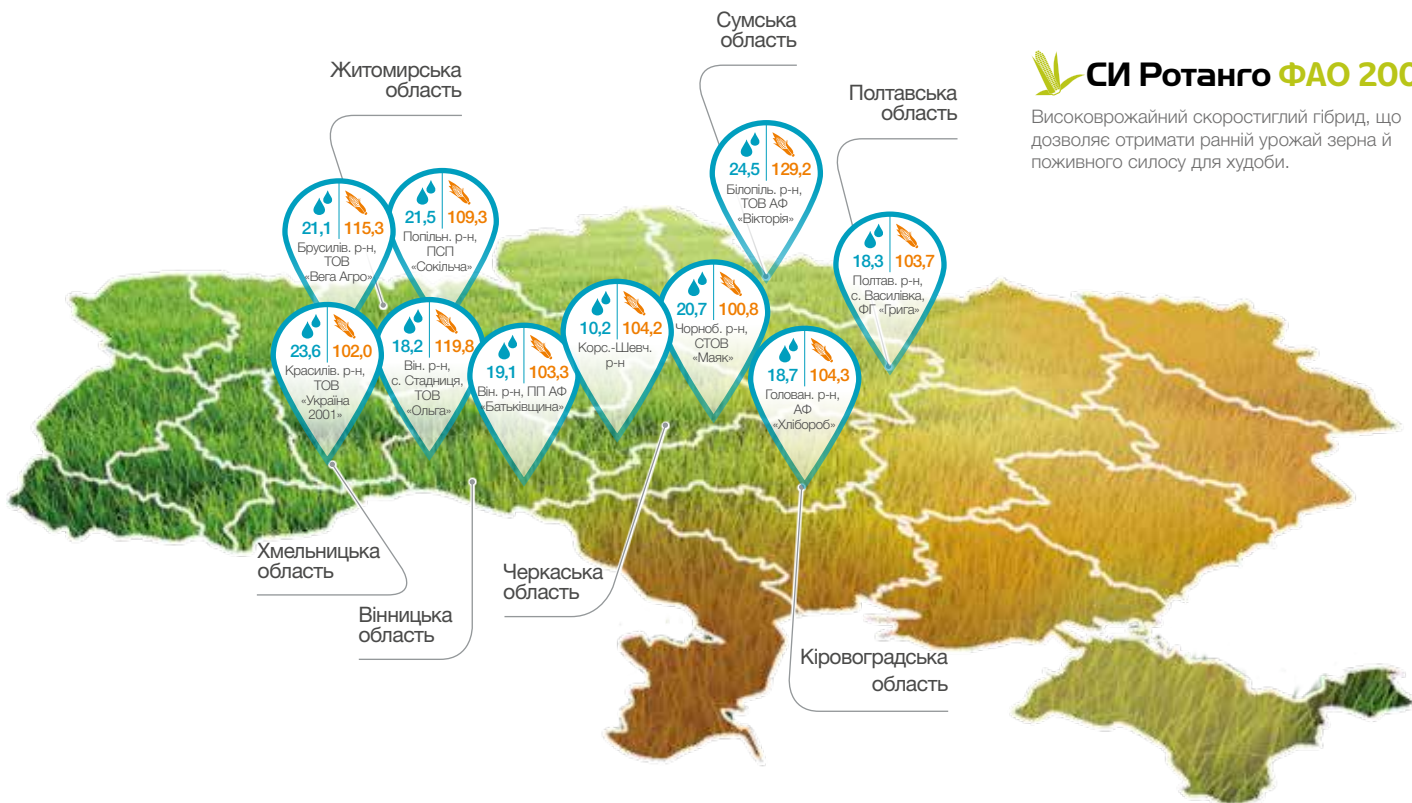 Сумська
область
Житомирська
область
Полтавська
область
СИ Ротанго ФАО 200
Високоврожайний скоростиглий гібрид, що
дозволяє отримати ранній урожай зерна й
поживного силосу для худоби.
24,5 129,2
Білопіль. р-н,
ТОВ АФ
«Вікторія»
21,1 115,3
Брусилів. р-н,
ТОВ
«Вега Агро»
21,5 109,3
Попільн. р-н,
ПСП
«Сокільча»
18,3 103,7
Полтав. р-н,
с. Василівка,
ФГ «Грига»
23,6 102,0
Красилів. р-н,
ТОВ
«Україна
2001»
18,2 119,8
Він. р-н,
с. Стадниця,
ТОВ
«Ольга»
19,1 103,3
Він. р-н, ПП АФ
«Батьківщина»
10,2 104,2
Корс.-Шевч.
р-н
20,7 100,8
Чорноб. р-н,
СТОВ
«Маяк»
18,7 104,3
Голован. р-н,
АФ
«Хлібороб»
Хмельницька
область
Вінницька
область
Черкаська
область
Кіровоградська
область